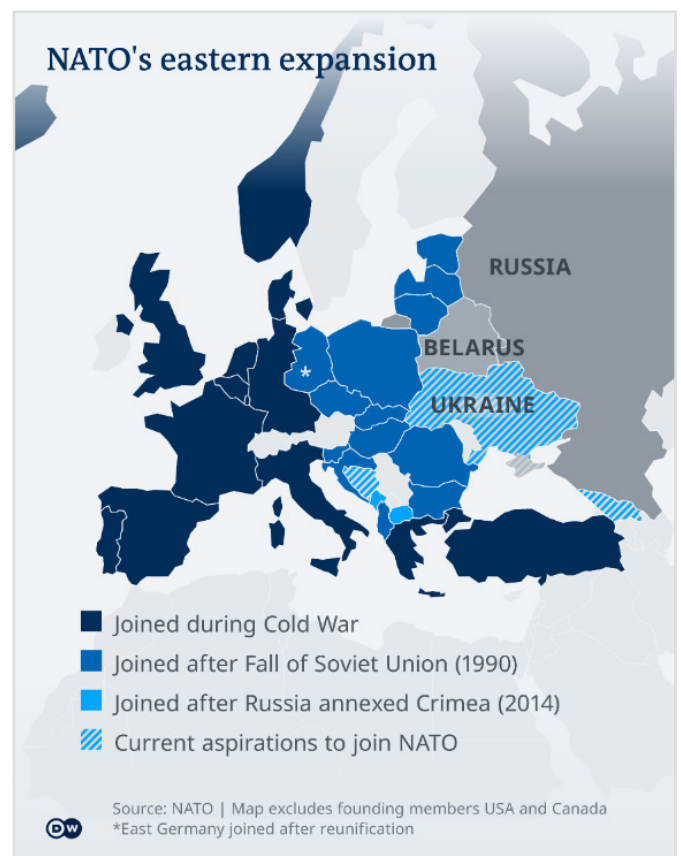 NATO's eastern expansion
RUSSIA
BELARUS
*
UKRAINE
Joined during Cold War
Joined after Fall of Soviet Union (1990)
Joined after Russia annexed Crimea (2014)
Current aspirations to join NATO
Source: NATO | Map excludes founding members USA and Canada
*East Germany joined after reunification
DW